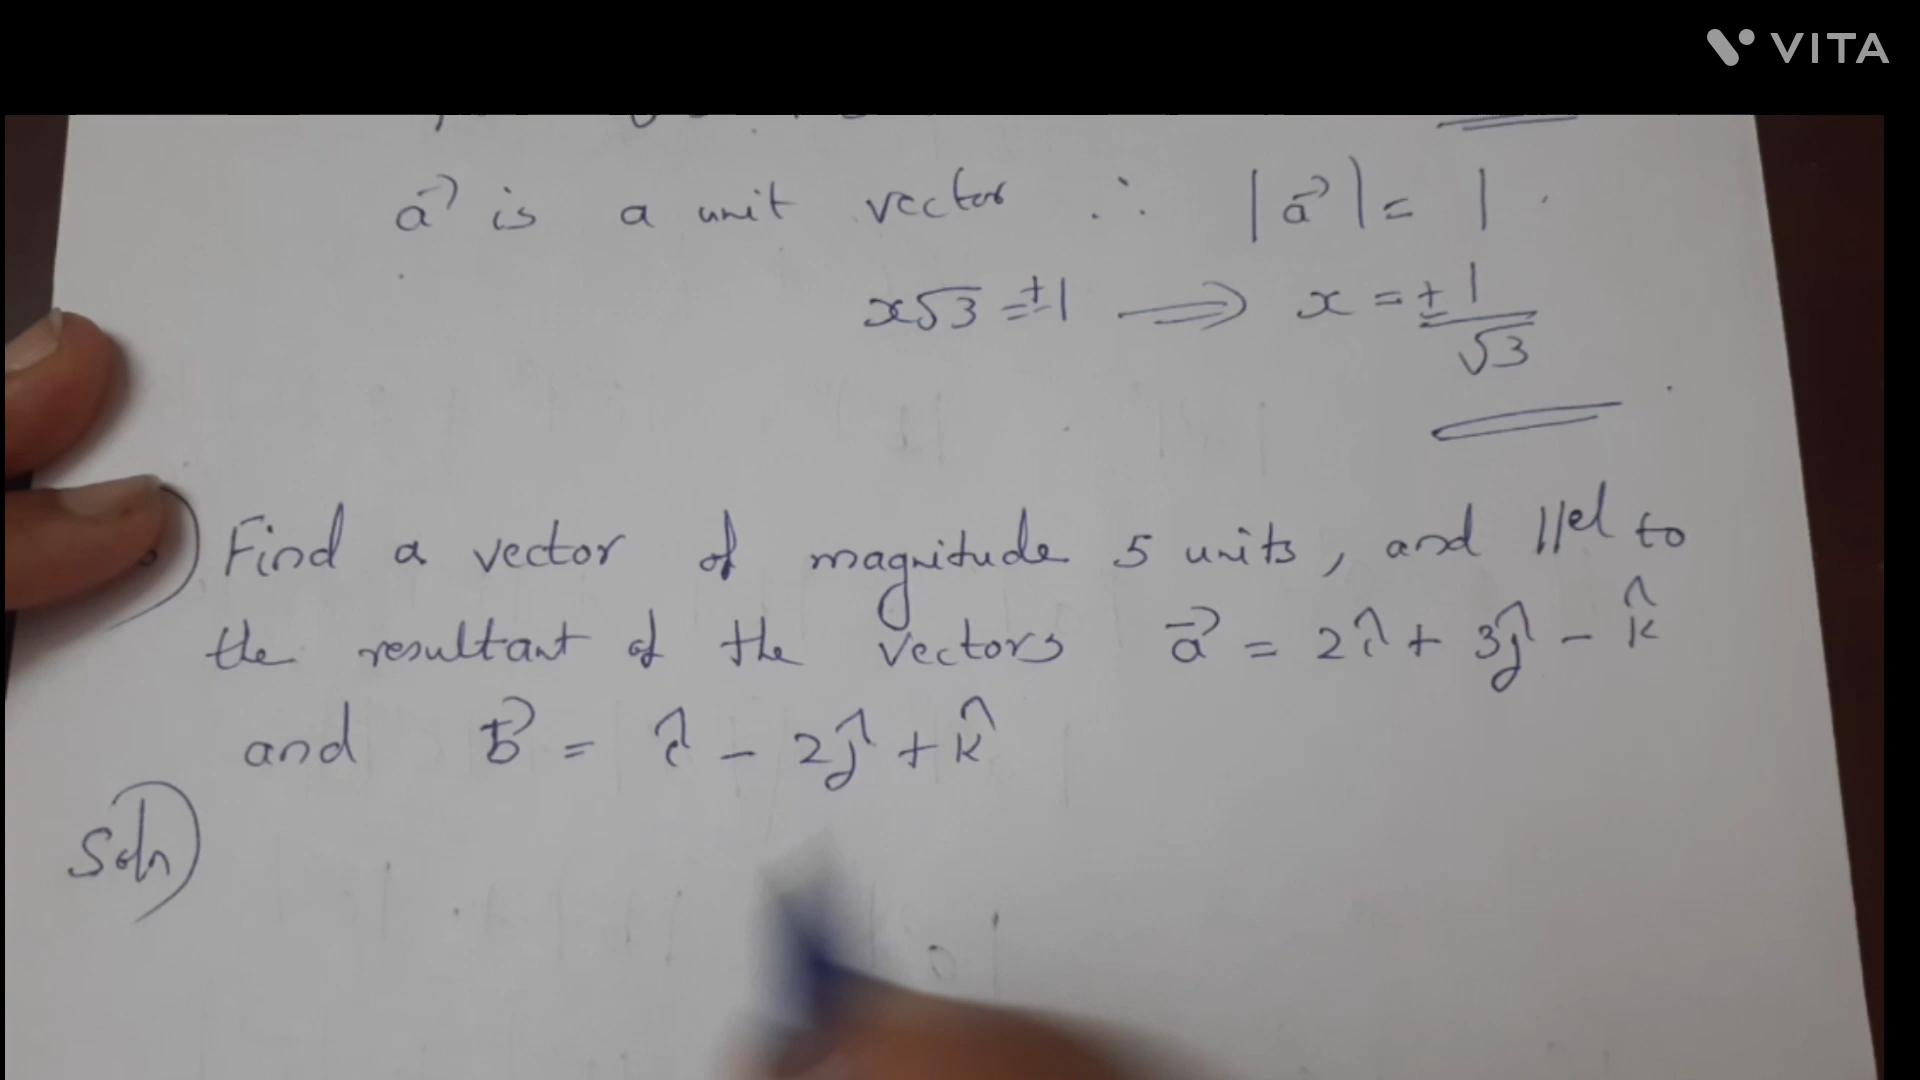 VITA
a⃗ is a unit vector ∴ |a⃗| = 1.
x√3 = ±1 ⟹ x = ±1/√3
Find a vector of magnitude 5 units, and ||el to
the resultant of the vectors a⃗ = 2î + 3ĵ - k̂
and b⃗ = î - 2ĵ + k̂
Soln)